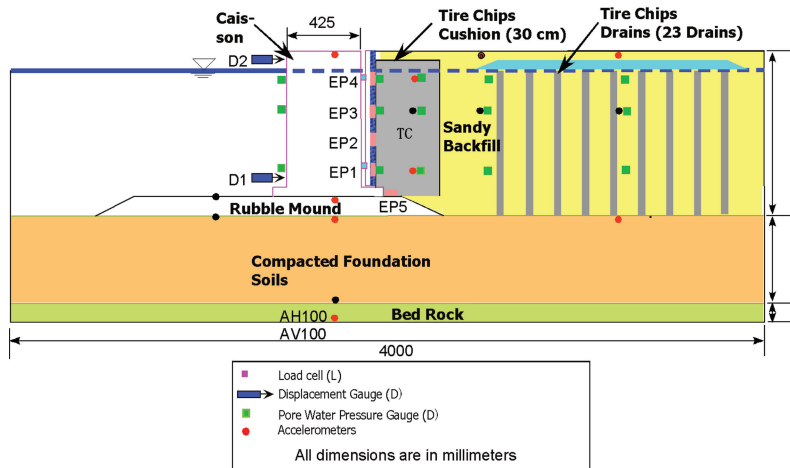 Cais-
son
425
Tire Chips
Cushion (30 cm)
Tire Chips
Drains (23 Drains)
D2
EP4
EP3
EP2
EP1
TC
Sandy
Backfill
D1
EP5
Rubble Mound
Compacted Foundation
Soils
AH100
Bed Rock
AV100
4000
Load cell (L)
Displacement Gauge (D)
Pore Water Pressure Gauge (D)
Accelerometers
All dimensions are in millimeters